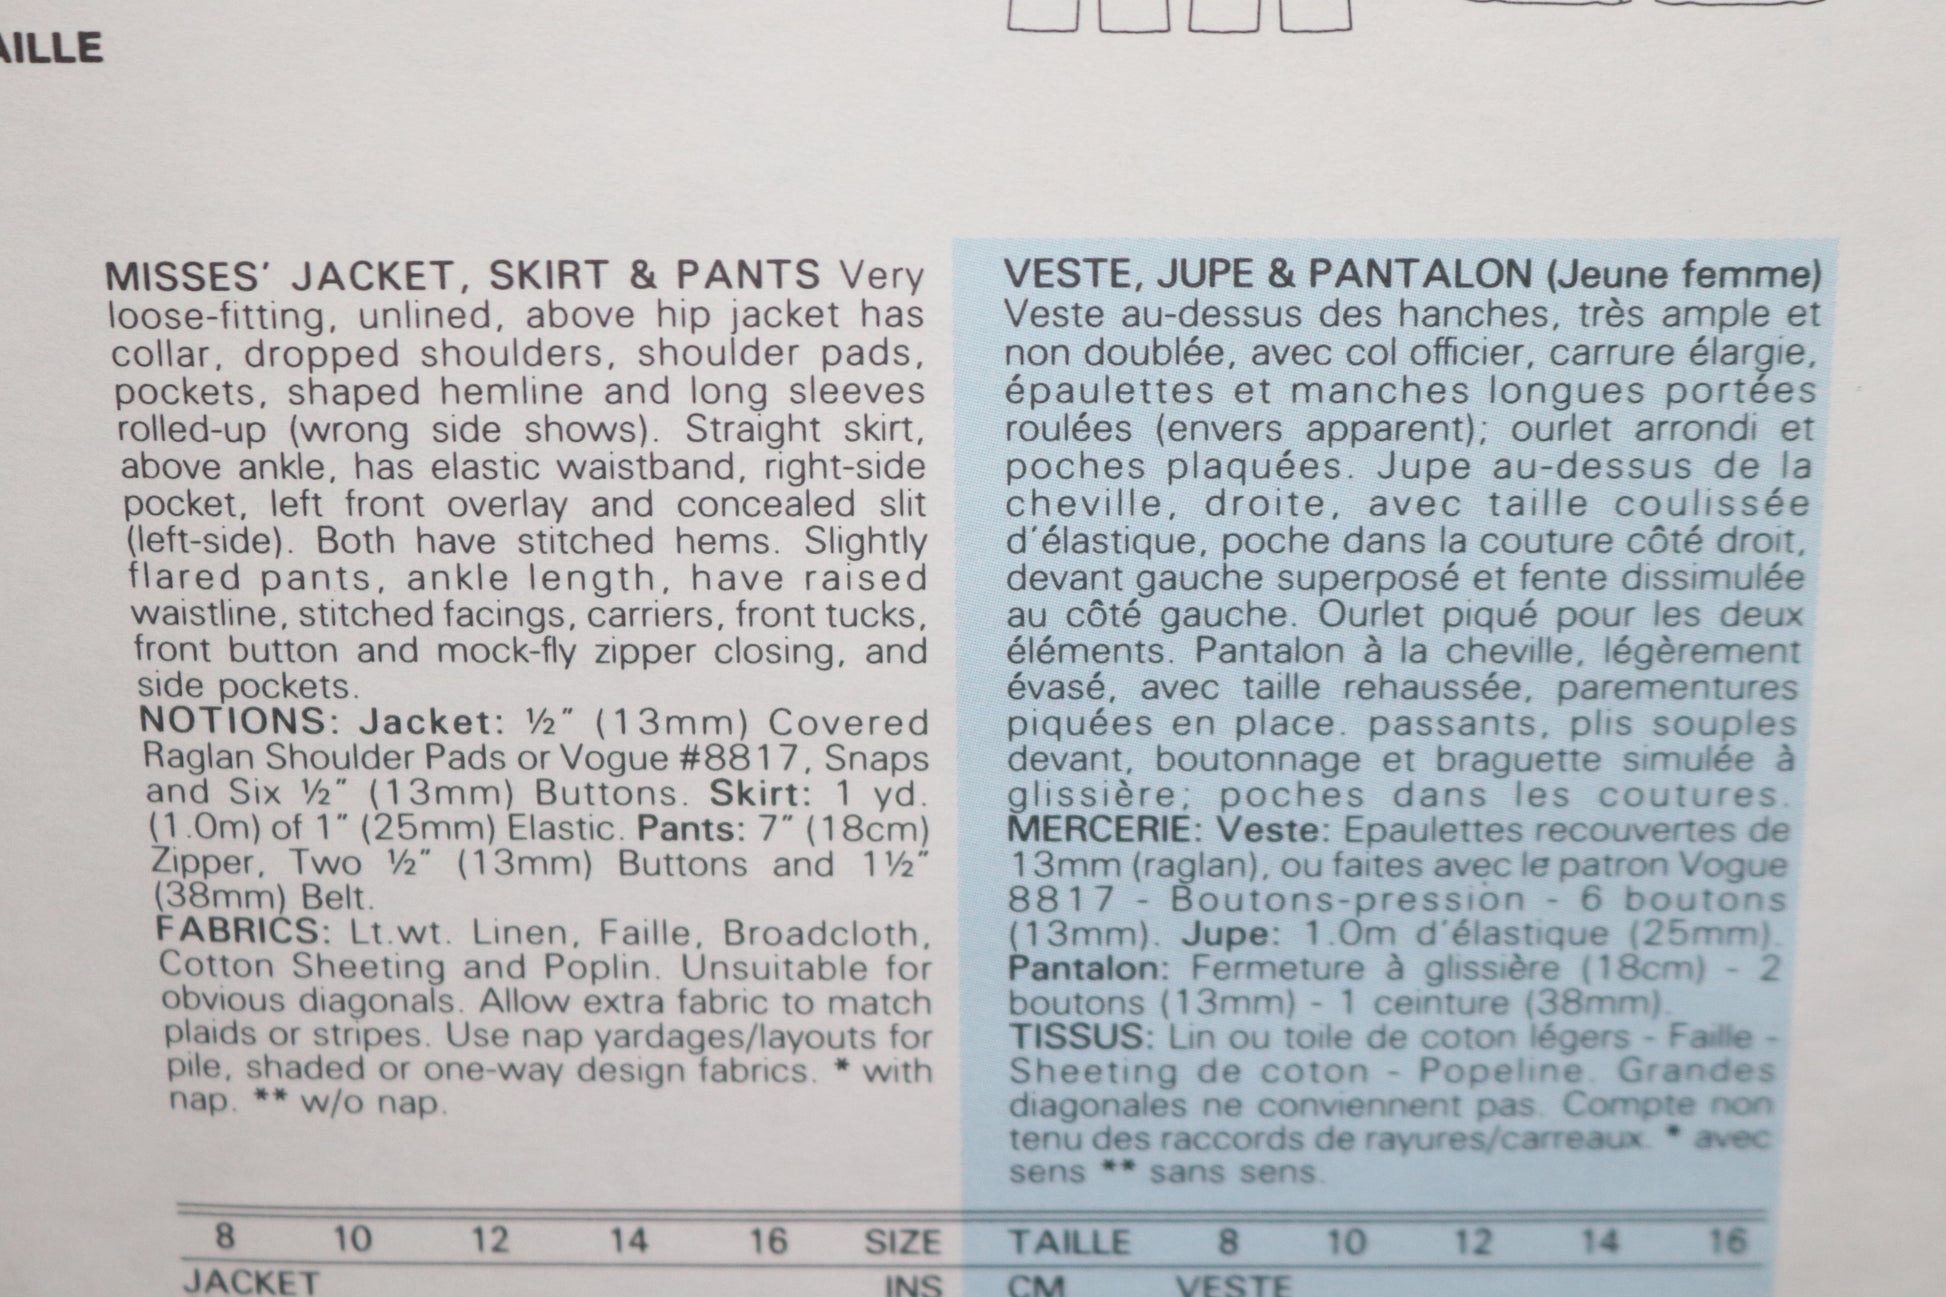 AILLE
MISSES' JACKET, SKIRT & PANTS Very
loose-fitting, unlined, above hip jacket has
collar, dropped shoulders, shoulder pads,
pockets, shaped hemline and long sleeves
rolled-up (wrong side shows). Straight skirt,
above ankle, has elastic waistband, right-side
pocket, left front overlay and concealed slit
(left-side). Both have stitched hems. Slightly
flared pants, ankle length, have raised
waistline, stitched facings, carriers, front tucks,
front button and mock-fly zipper closing, and
side pockets.
NOTIONS: Jacket: ½" (13mm) Covered
Raglan Shoulder Pads or Vogue #8817, Snaps
and Six ½" (13mm) Buttons. Skirt: 1 yd.
(1.0m) of 1" (25mm) Elastic. Pants: 7" (18cm)
Zipper, Two ½" (13mm) Buttons and 1½"
(38mm) Belt.
FABRICS: Lt.wt. Linen, Faille, Broadcloth,
Cotton Sheeting and Poplin. Unsuitable for
obvious diagonals. Allow extra fabric to match
plaids or stripes. Use nap yardages/layouts for
pile, shaded or one-way design fabrics. * with
nap. ** w/o nap.
VESTE, JUPE & PANTALON (Jeune femme)
Veste au-dessus des hanches, très ample et
non doublée, avec col officier, carrure élargie,
épaulettes et manches longues portées
roulées (envers apparent); ourlet arrondi et
poches plaquées. Jupe au-dessus de la
cheville, droite, avec taille coulissée
d'élastique, poche dans la couture côté droit,
devant gauche superposé et fente dissimulée
au côté gauche. Ourlet piqué pour les deux
éléments. Pantalon à la cheville, légèrement
évasé, avec taille rehaussée, parementures
piquées en place. passants, plis souples
devant, boutonnage et braguette simulée à
glissière; poches dans les coutures.
MERCERIE: Veste: Epaulettes recouvertes de
13mm (raglan), ou faites avec le patron Vogue
8817 - Boutons-pression - 6 boutons
(13mm). Jupe: 1.0m d'élastique (25mm).
Pantalon: Fermeture à glissière (18cm) - 2
boutons (13mm) - 1 ceinture (38mm).
TISSUS: Lin ou toile de coton légers - Faille -
Sheeting de coton - Popeline. Grandes
diagonales ne conviennent pas. Compte non
tenu des raccords de rayures/carreaux. * avec
sens ** sans sens.
8 10 12 14 16 SIZE TAILLE 8 10 12 14 16
JACKET INS CM VESTE